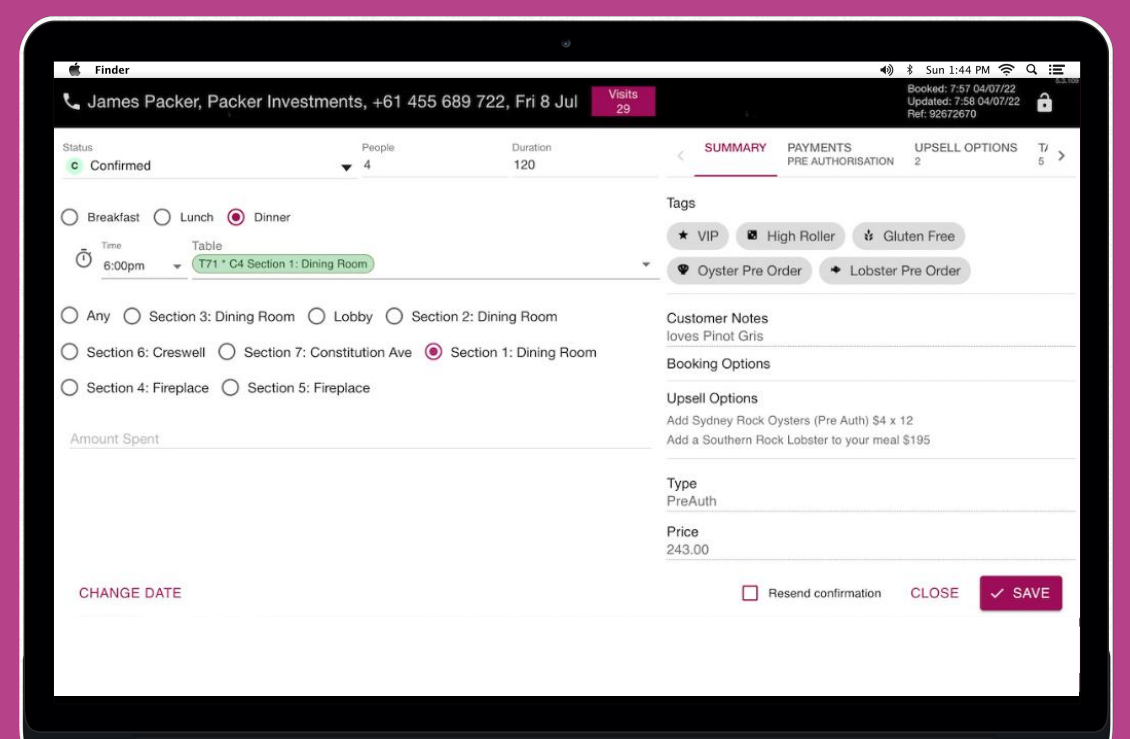 Finder
Sun 1:44 PM
5.3.109
James Packer, Packer Investments, +61 455 689 722, Fri 8 Jul
Visits
29
Booked: 7:57 04/07/22
Updated: 7:58 04/07/22
Ref: 92672670
Status
C Confirmed
People
4
Duration
120
SUMMARY
PAYMENTS
PRE AUTHORISATION
UPSELL OPTIONS
2
5
Breakfast Lunch Dinner
Time
6:00pm
Table
T71 * C4 Section 1: Dining Room
Any Section 3: Dining Room Lobby Section 2: Dining Room
Section 6: Creswell Section 7: Constitution Ave Section 1: Dining Room
Section 4: Fireplace Section 5: Fireplace
Amount Spent
Tags
VIP High Roller Gluten Free
Oyster Pre Order Lobster Pre Order
Customer Notes
loves Pinot Gris
Booking Options
Upsell Options
Add Sydney Rock Oysters (Pre Auth) $4 x 12
Add a Southern Rock Lobster to your meal $195
Type
PreAuth
Price
243.00
CHANGE DATE
Resend confirmation CLOSE SAVE